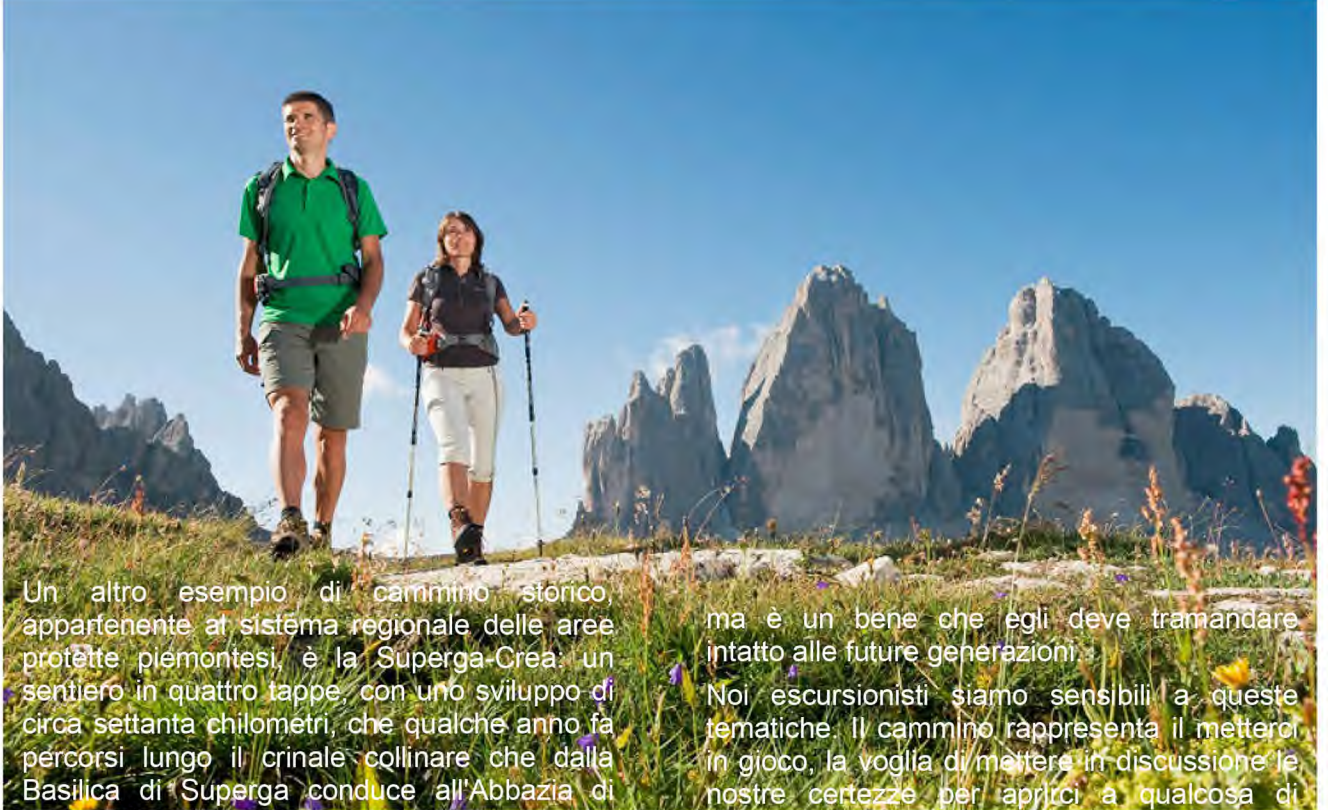 Un altro esempio di cammino storico,
appartenente al sistema regionale delle aree
protette piemontesi, è la Superga-Crea: un
sentiero in quattro tappe, con uno sviluppo di
circa settanta chilometri, che qualche anno fa
percorsi lungo il crinale collinare che dalla
Basilica di Superga conduce all'Abbazia di
ma è un bene che egli deve tramandare
intatto alle future generazioni.
Noi escursionisti siamo sensibili a queste
tematiche. Il cammino rappresenta il metterci
in gioco, la voglia di mettere in discussione le
nostre certezze per aprirci a qualcosa di